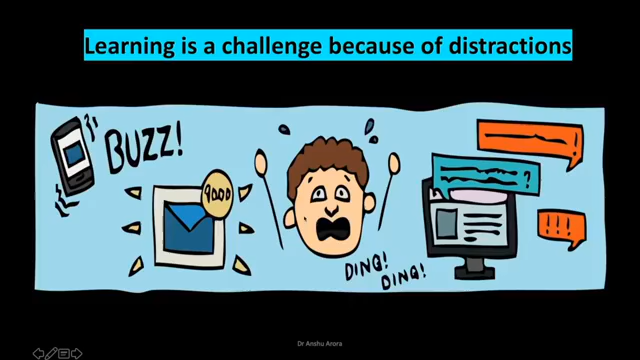 Learning is a challenge because of distractions
BUZZ!
9000
?
!!!
DING!
DING!
Dr Anshu Arora